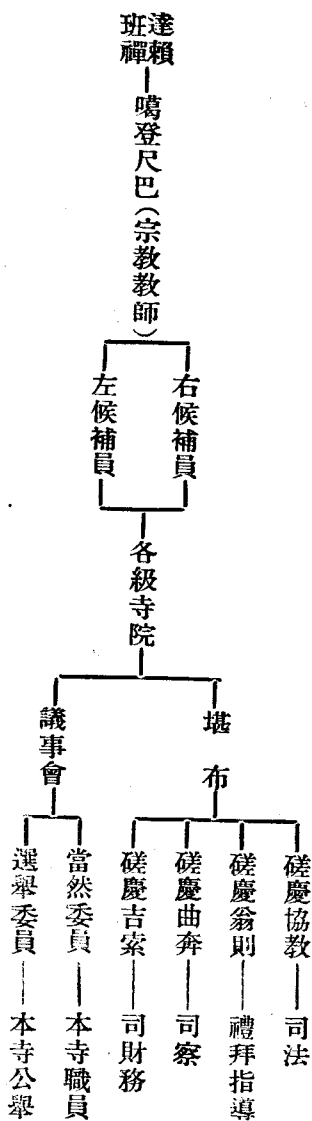 達賴
班禪
噶登尺巴(宗教教師)
右候補員
左候補員
各級寺院
堪布
議事會
磋慶協教
司法
磋慶翁則
禮拜指導
磋慶曲奔
司察
磋慶吉索
司財務
當然委員
本寺職員
選舉委員
本寺公舉